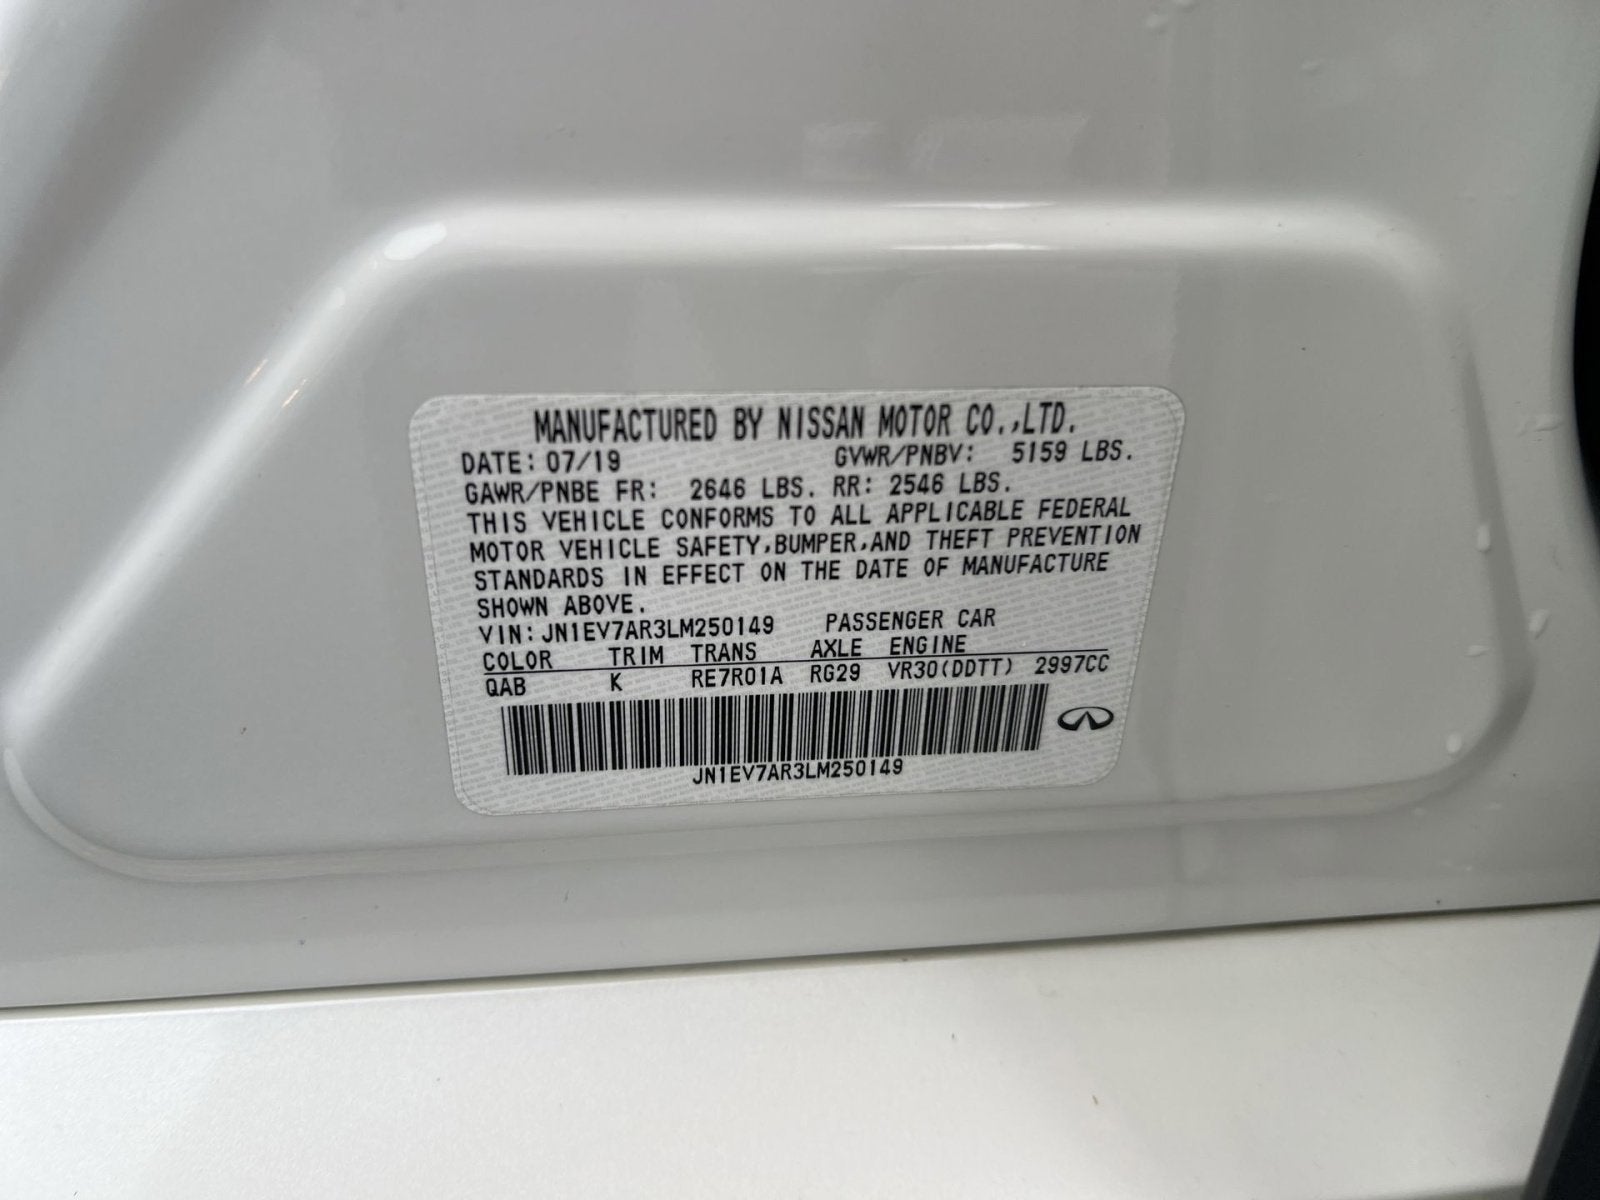 MANUFACTURED BY NISSAN MOTOR CO.,LTD.
DATE: 07/19 GVWR/PNBV: 5159 LBS.
GAWR/PNBE FR: 2646 LBS. RR: 2546 LBS.
THIS VEHICLE CONFORMS TO ALL APPLICABLE FEDERAL
MOTOR VEHICLE SAFETY,BUMPER,AND THEFT PREVENTION
STANDARDS IN EFFECT ON THE DATE OF MANUFACTURE
SHOWN ABOVE.
VIN: JN1EV7AR3LM250149 PASSENGER CAR
COLOR TRIM TRANS AXLE ENGINE
QAB K RE7R01A RG29 VR30(DDTT) 2997CC
JN1EV7AR3LM250149